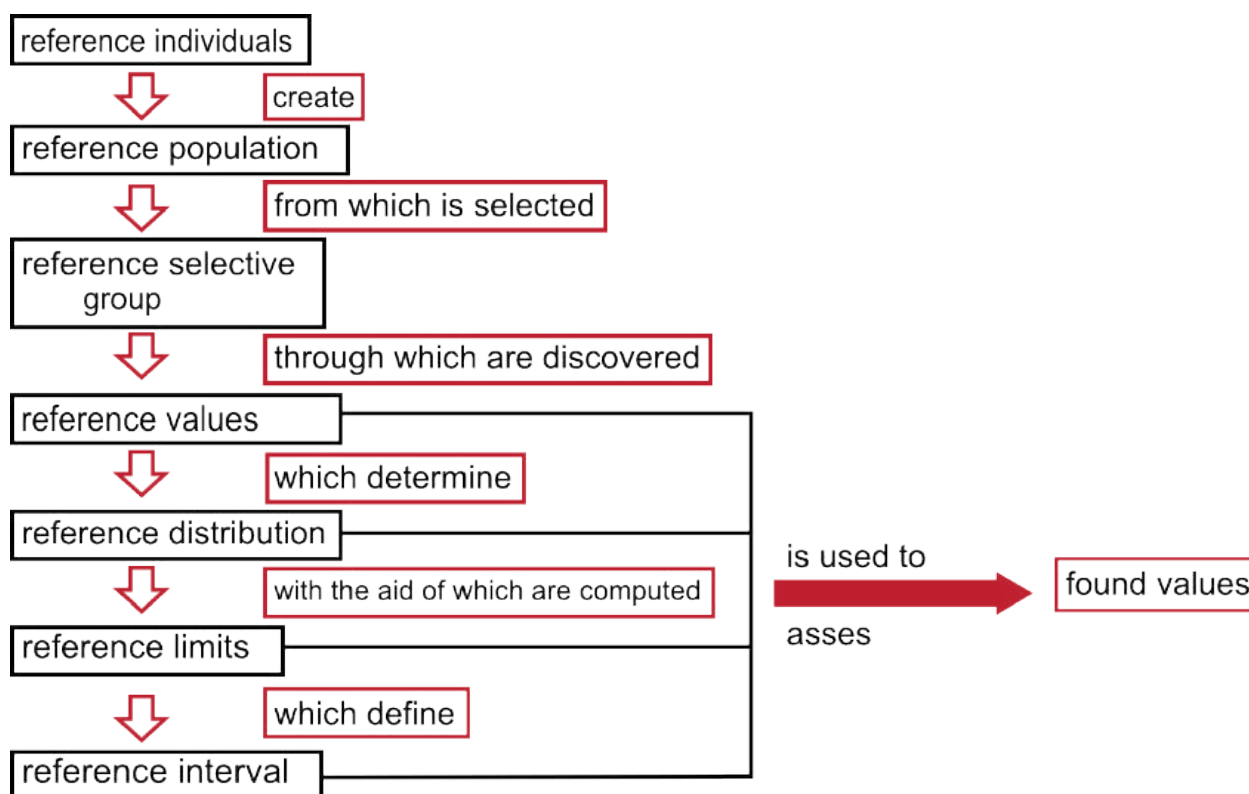 reference individuals
create
reference population
from which is selected
reference selective
group
through which are discovered
reference values
which determine
reference distribution
with the aid of which are computed
reference limits
which define
reference interval
is used to
asses
found values